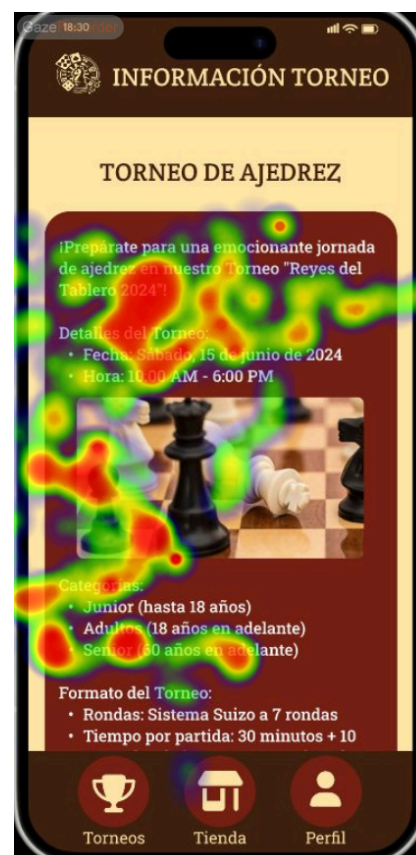 18:30
INFORMACIÓN TORNEO
TORNEO DE AJEDREZ
¡Prepárate para una emocionante jornada
de ajedrez en nuestro Torneo "Reyes del
Tablero 2024"!
Detalles del Torneo:
• Fecha: Sábado, 15 de junio de 2024
• Hora: 10:00 AM - 6:00 PM
Categorías:
• Junior (hasta 18 años)
• Adultos (18 años en adelante)
• Senior (60 años en adelante)
Formato del Torneo:
• Rondas: Sistema Suizo a 7 rondas
• Tiempo por partida: 30 minutos + 10
Torneos Tienda Perfil